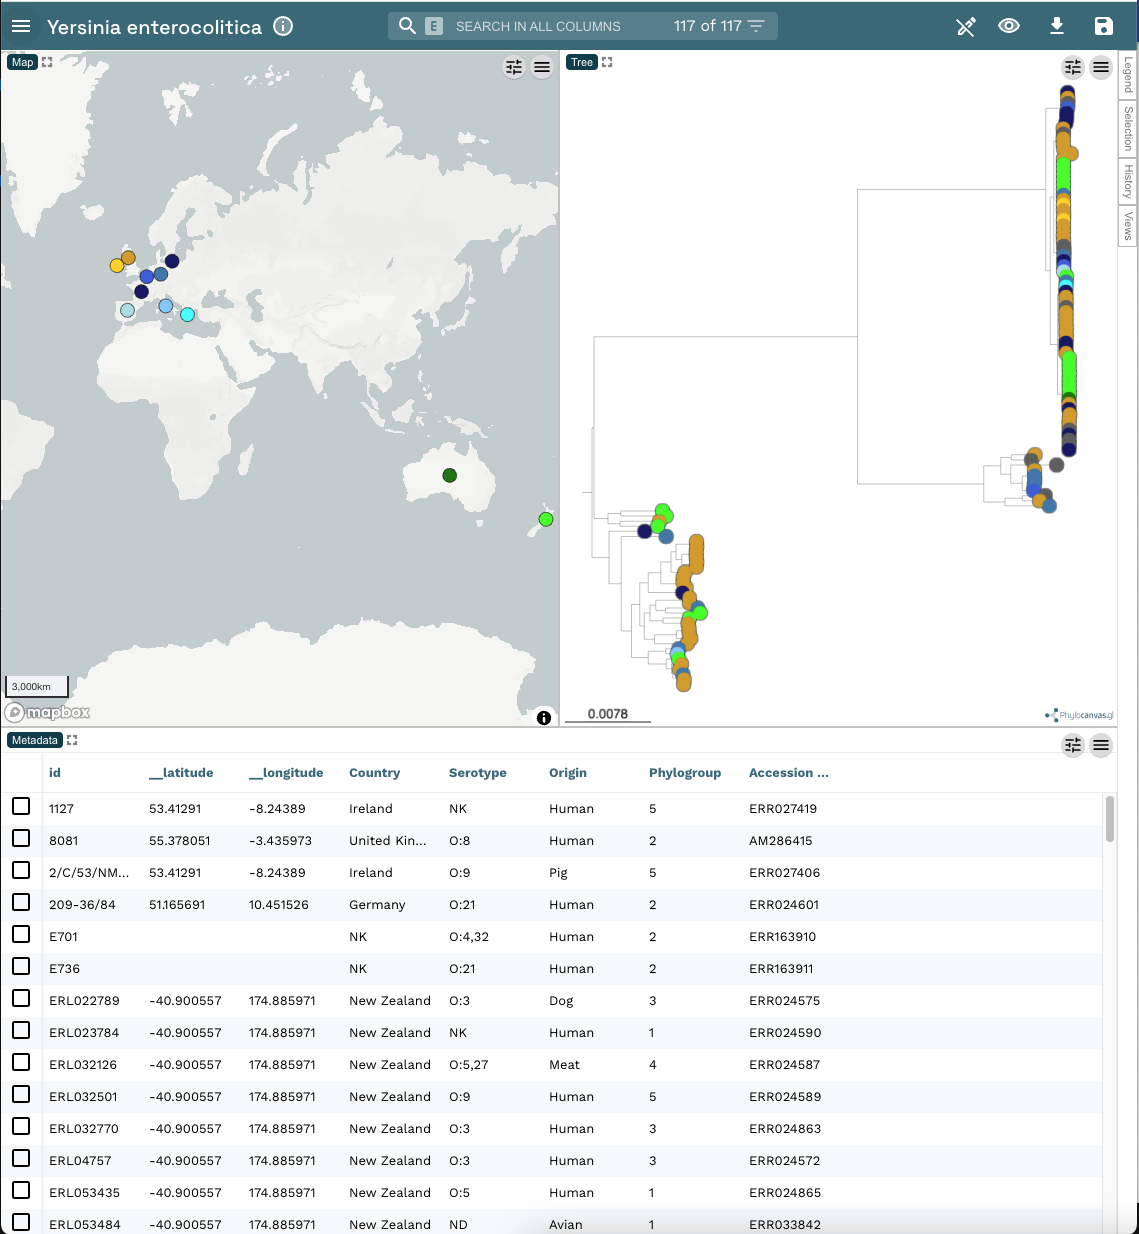 Yersinia enterocolitica
E SEARCH IN ALL COLUMNS 117 of 117
Map
Tree
Legend
Selection
History
Views
3,000km
mapbox
0.0078
Phylocanvas.gl
Metadata
id __latitude __longitude Country Serotype Origin Phylogroup Accession ...
1127 53.41291 -8.24389 Ireland NK Human 5 ERR027419
8081 55.378051 -3.435973 United Kin... O:8 Human 2 AM286415
2/C/53/NM... 53.41291 -8.24389 Ireland O:9 Pig 5 ERR027406
209-36/84 51.165691 10.451526 Germany O:21 Human 2 ERR024601
E701 NK O:4,32 Human 2 ERR163910
E736 NK O:21 Human 2 ERR163911
ERL022789 -40.900557 174.885971 New Zealand O:3 Dog 3 ERR024575
ERL023784 -40.900557 174.885971 New Zealand NK Human 1 ERR024590
ERL032126 -40.900557 174.885971 New Zealand O:5,27 Meat 4 ERR024587
ERL032501 -40.900557 174.885971 New Zealand O:9 Human 5 ERR024589
ERL032770 -40.900557 174.885971 New Zealand O:3 Human 3 ERR024863
ERL04757 -40.900557 174.885971 New Zealand O:3 Human 3 ERR024572
ERL053435 -40.900557 174.885971 New Zealand O:5 Human 1 ERR024865
ERL053484 -40.900557 174.885971 New Zealand ND Avian 1 ERR033842